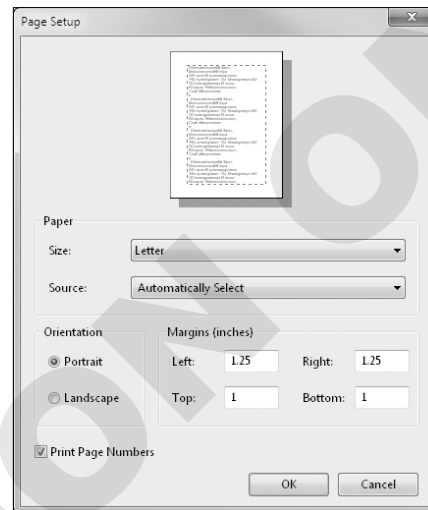 Page Setup
Paper
Size: Letter
Source: Automatically Select
Orientation
Portrait
Landscape
Margins (inches)
Left: 1.25 Right: 1.25
Top: 1 Bottom: 1
Print Page Numbers
OK Cancel